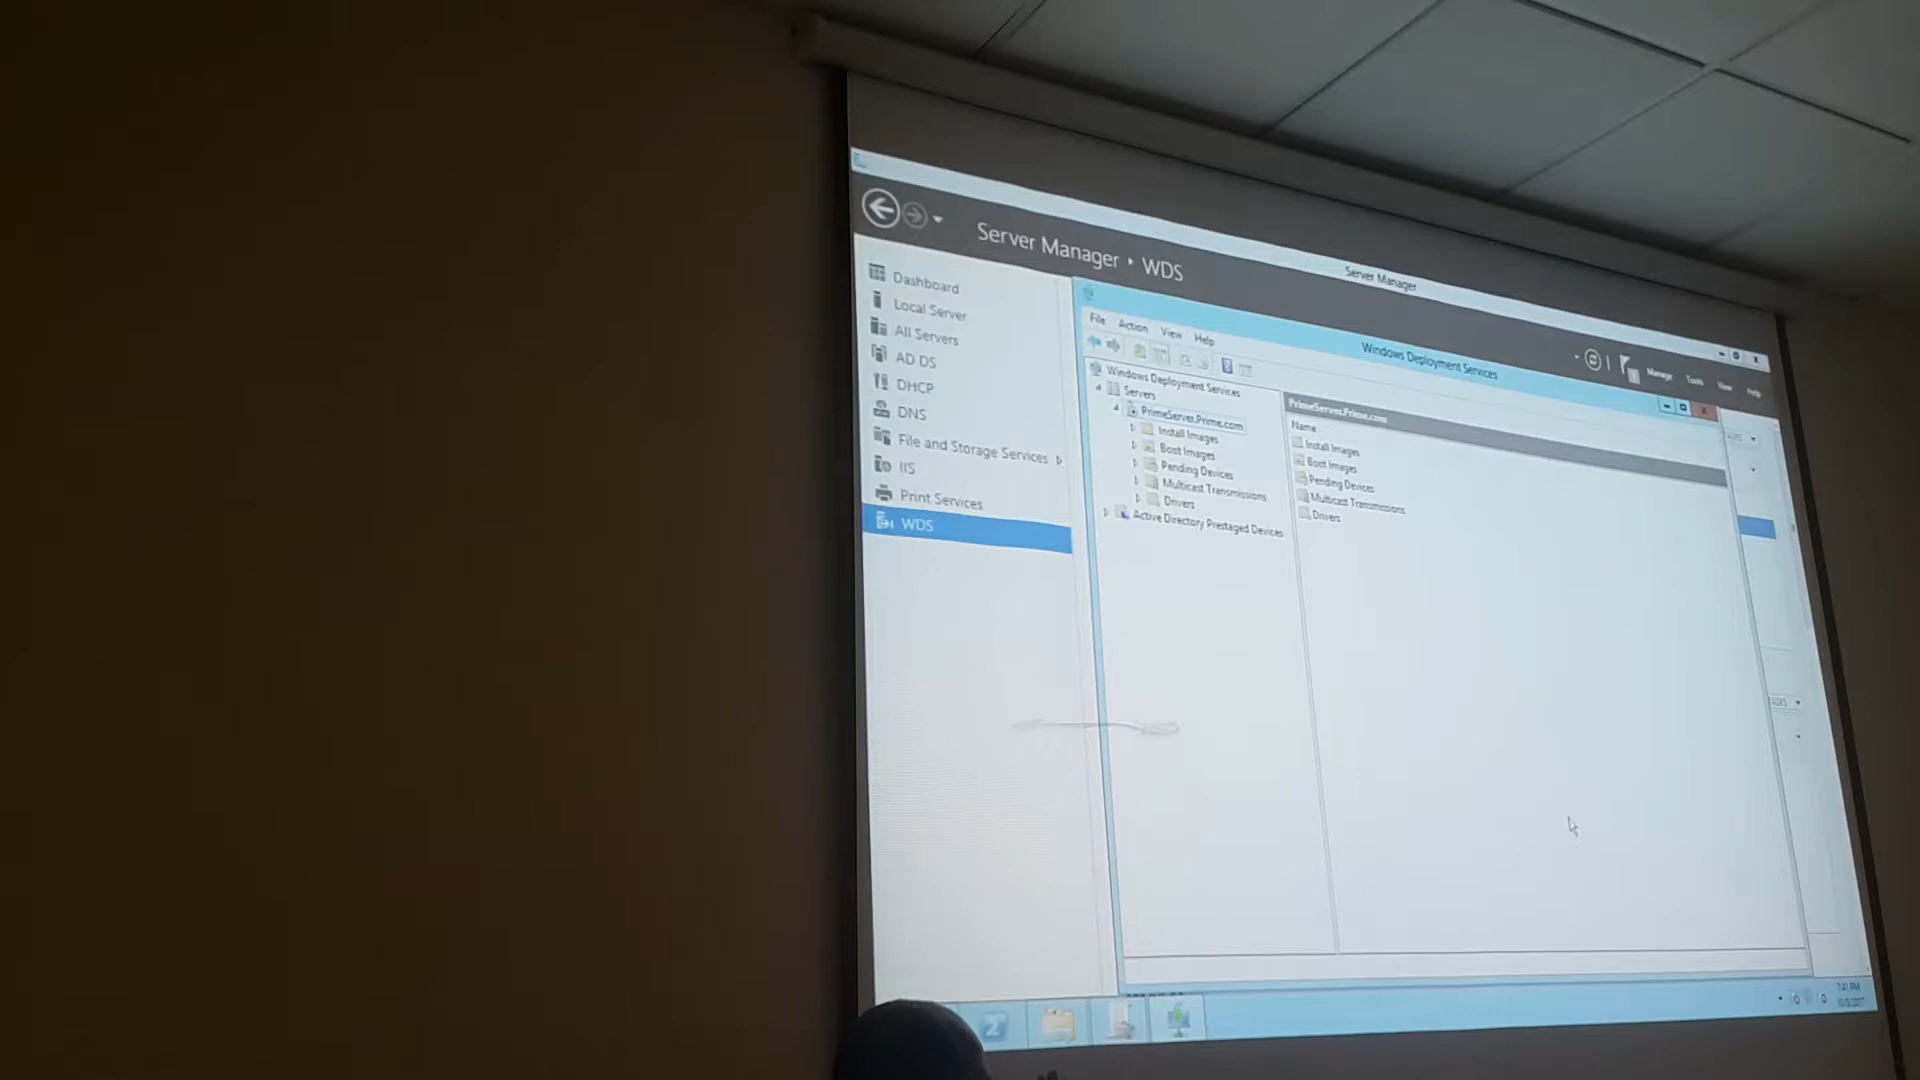 Server Manager
Server Manager ▸ WDS
Manage
Tools
View
Help
Dashboard
Local Server
All Servers
AD DS
DHCP
DNS
File and Storage Services
IIS
Print Services
WDS
Windows Deployment Services
File Action View Help
Windows Deployment Services
Servers
PrimeServer.Prime.com
Install Images
Boot Images
Pending Devices
Multicast Transmissions
Drivers
Active Directory Prestaged Devices
PrimeServer.Prime.com
Name
Install Images
Boot Images
Pending Devices
Multicast Transmissions
Drivers